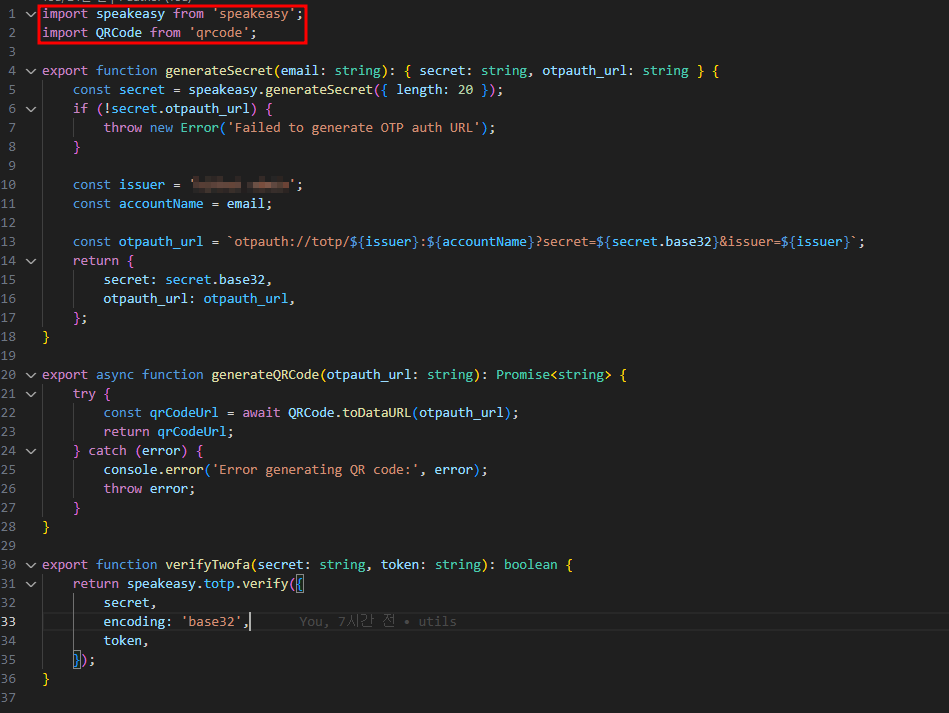 1 import speakeasy from 'speakeasy';
2 import QRCode from 'qrcode';
3
4 export function generateSecret(email: string): { secret: string, otpauth_url: string } {
5     const secret = speakeasy.generateSecret({ length: 20 });
6     if (!secret.otpauth_url) {
7         throw new Error('Failed to generate OTP auth URL');
8     }
9
10     const issuer = '';
11     const accountName = email;
12
13     const otpauth_url = `otpauth://totp/${issuer}:${accountName}?secret=${secret.base32}&issuer=${issuer}`;
14     return {
15         secret: secret.base32,
16         otpauth_url: otpauth_url,
17     };
18 }
19
20 export async function generateQRCode(otpauth_url: string): Promise<string> {
21     try {
22         const qrCodeUrl = await QRCode.toDataURL(otpauth_url);
23         return qrCodeUrl;
24     } catch (error) {
25         console.error('Error generating QR code:', error);
26         throw error;
27     }
28 }
29
30 export function verifyTwofa(secret: string, token: string): boolean {
31     return speakeasy.totp.verify({
32         secret,
33         encoding: 'base32', You, 7시간 전 • utils
34         token,
35     });
36 }
37